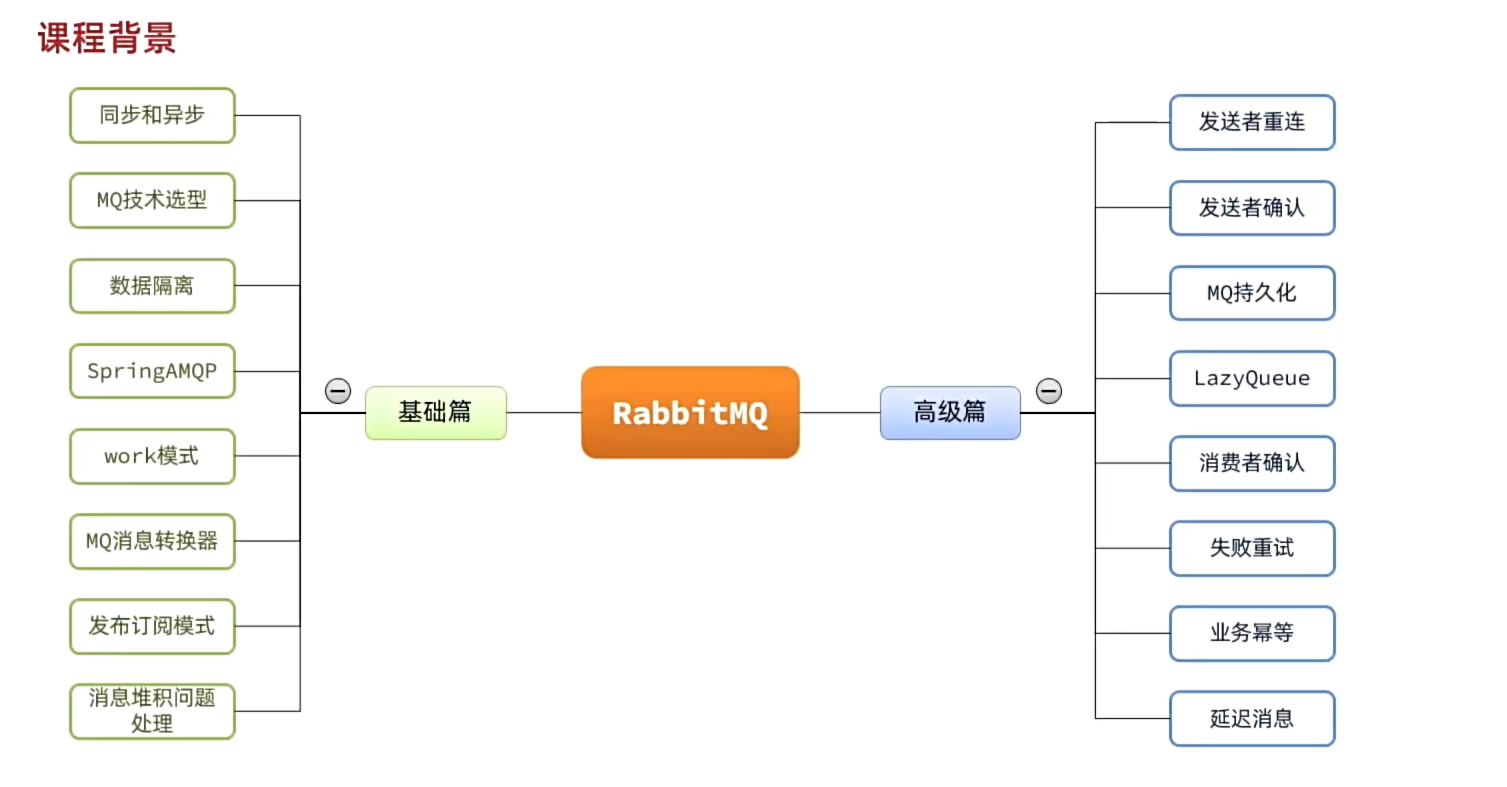 课程背景
同步和异步
MQ技术选型
数据隔离
SpringAMQP
work模式
MQ消息转换器
发布订阅模式
消息堆积问题
处理
基础篇
RabbitMQ
高级篇
发送者重连
发送者确认
MQ持久化
LazyQueue
消费者确认
失败重试
业务幂等
延迟消息